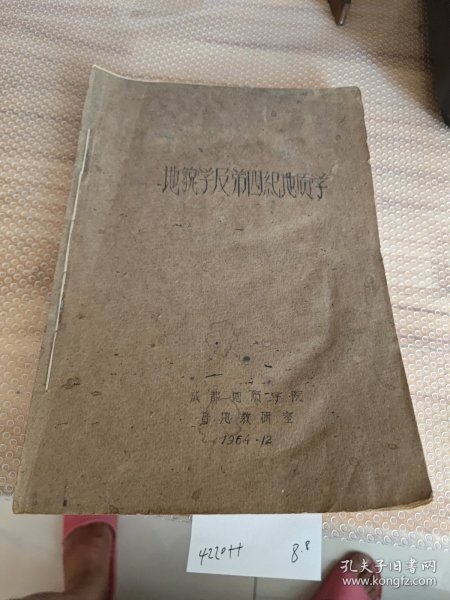 地貌学及第四纪地质学
成都地质学院
普地教研室
1964.12
4220H 8.8
孔夫子旧书网
www.kongfz.com